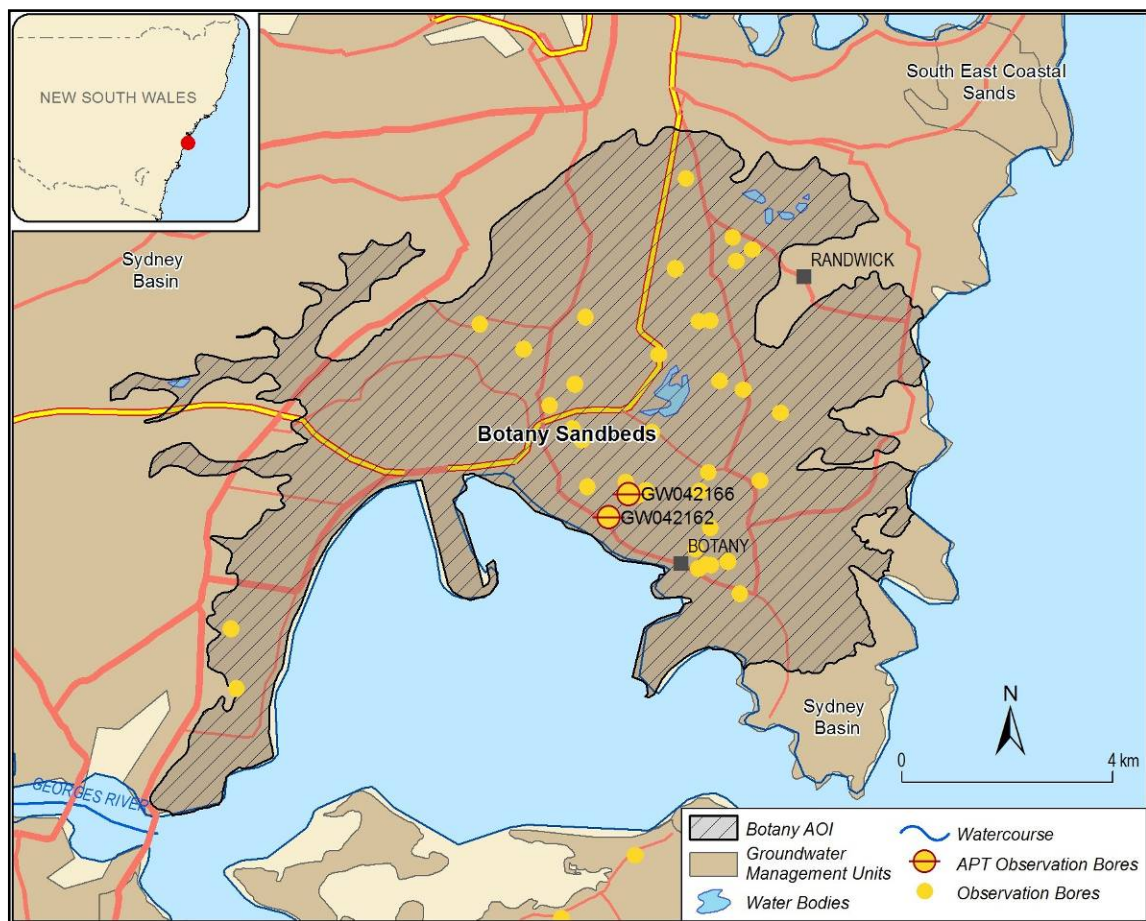 NEW SOUTH WALES
South East Coastal
Sands
Sydney
Basin
RANDWICK
Botany Sandbeds
GW042166
GW042162
BOTANY
Sydney
Basin
N
0 4 km
GEORGES RIVER
Botany AOI
Groundwater
Management Units
Water Bodies
Watercourse
APT Observation Bores
Observation Bores